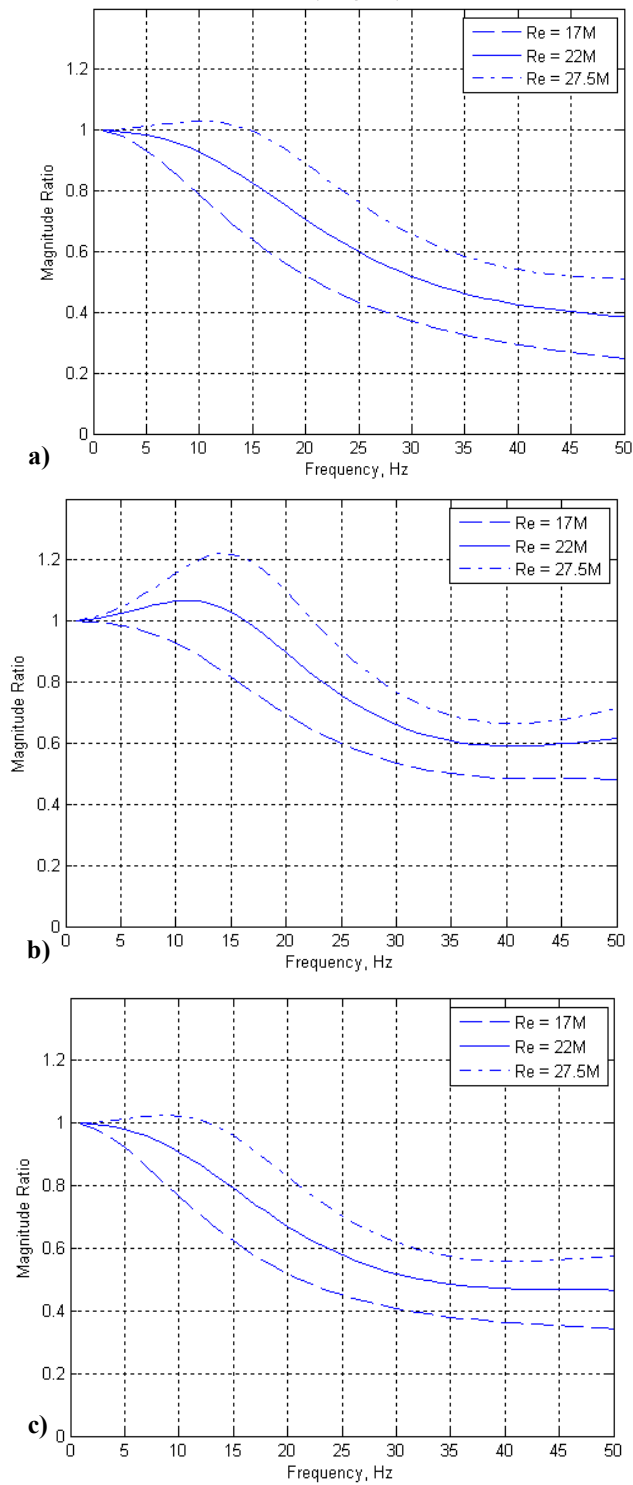 1.2
1
0.8
0.6
0.4
0.2
0
Magnitude Ratio
Re = 17M
Re = 22M
Re = 27.5M
0 5 10 15 20 25 30 35 40 45 50
Frequency, Hz
a)
1.2
1
0.8
0.6
0.4
0.2
0
Magnitude Ratio
Re = 17M
Re = 22M
Re = 27.5M
0 5 10 15 20 25 30 35 40 45 50
Frequency, Hz
b)
1.2
1
0.8
0.6
0.4
0.2
0
Magnitude Ratio
Re = 17M
Re = 22M
Re = 27.5M
0 5 10 15 20 25 30 35 40 45 50
Frequency, Hz
c)